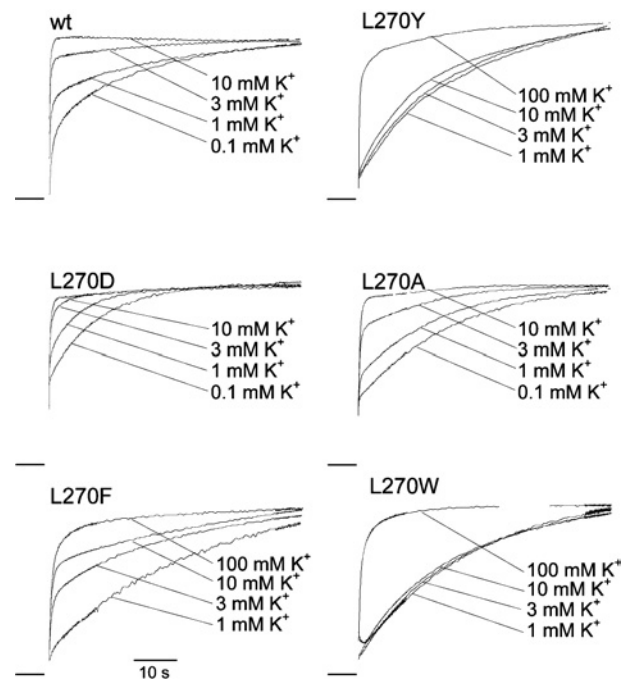 wt
10 mM K⁺
3 mM K⁺
1 mM K⁺
0.1 mM K⁺
L270Y
100 mM K⁺
10 mM K⁺
3 mM K⁺
1 mM K⁺
L270D
10 mM K⁺
3 mM K⁺
1 mM K⁺
0.1 mM K⁺
L270A
10 mM K⁺
3 mM K⁺
1 mM K⁺
0.1 mM K⁺
L270F
100 mM K⁺
10 mM K⁺
3 mM K⁺
1 mM K⁺
10 s
L270W
100 mM K⁺
10 mM K⁺
3 mM K⁺
1 mM K⁺